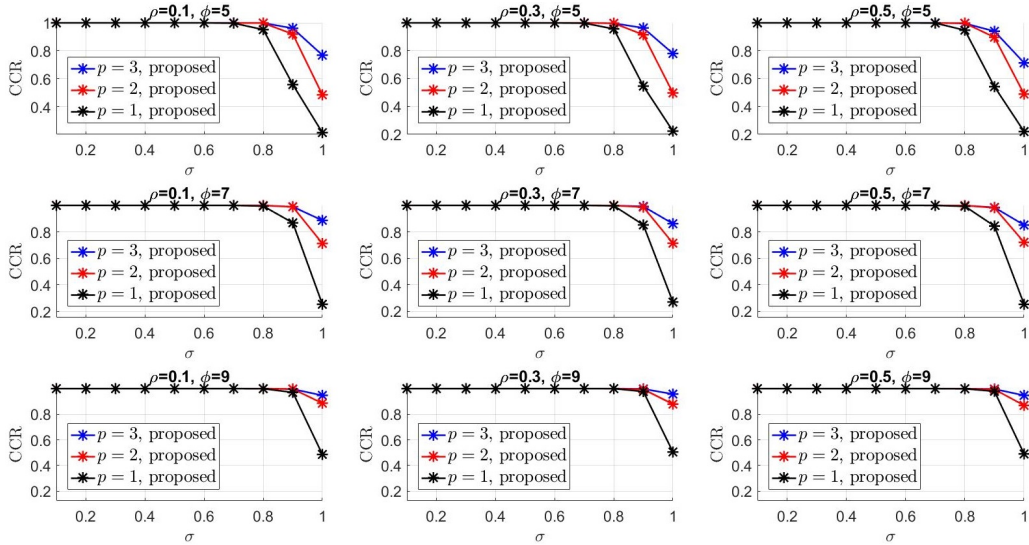 ρ=0.1, ϕ=5
1
0.8
0.6
0.4
0.2
CCR
p = 3, proposed
p = 2, proposed
p = 1, proposed
0.2 0.4 0.6 0.8 1
σ
ρ=0.3, ϕ=5
0.8
0.6
0.4
0.2
CCR
p = 3, proposed
p = 2, proposed
p = 1, proposed
0.2 0.4 0.6 0.8 1
σ
ρ=0.5, ϕ=5
0.8
0.6
0.4
0.2
CCR
p = 3, proposed
p = 2, proposed
p = 1, proposed
0.2 0.4 0.6 0.8 1
σ
ρ=0.1, ϕ=7
0.8
0.6
0.4
0.2
CCR
p = 3, proposed
p = 2, proposed
p = 1, proposed
0.2 0.4 0.6 0.8 1
σ
ρ=0.3, ϕ=7
0.8
0.6
0.4
0.2
CCR
p = 3, proposed
p = 2, proposed
p = 1, proposed
0.2 0.4 0.6 0.8 1
σ
ρ=0.5, ϕ=7
0.8
0.6
0.4
0.2
CCR
p = 3, proposed
p = 2, proposed
p = 1, proposed
0.2 0.4 0.6 0.8 1
σ
ρ=0.1, ϕ=9
0.8
0.6
0.4
0.2
CCR
p = 3, proposed
p = 2, proposed
p = 1, proposed
0.2 0.4 0.6 0.8 1
σ
ρ=0.3, ϕ=9
0.8
0.6
0.4
0.2
CCR
p = 3, proposed
p = 2, proposed
p = 1, proposed
0.2 0.4 0.6 0.8 1
σ
ρ=0.5, ϕ=9
0.8
0.6
0.4
0.2
CCR
p = 3, proposed
p = 2, proposed
p = 1, proposed
0.2 0.4 0.6 0.8 1
σ